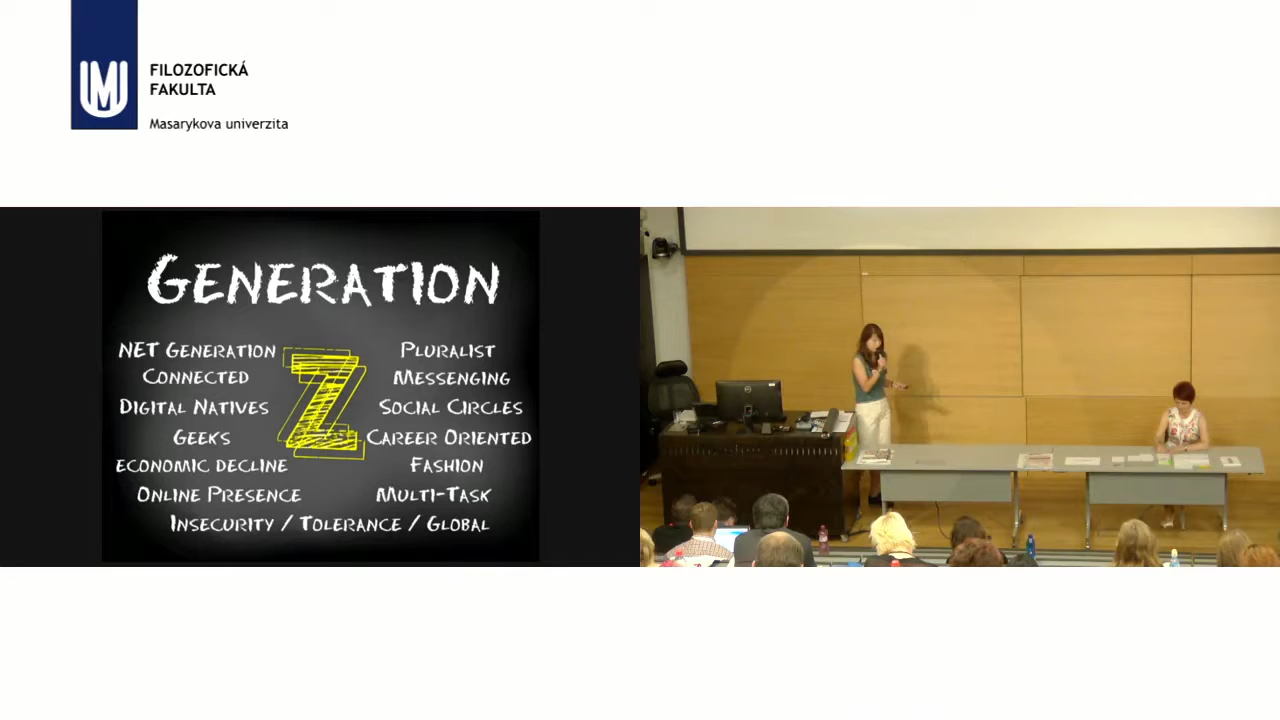 FILOZOFICKÁ
FAKULTA
Masarykova univerzita
GENERATION
NET GENERATION
CONNECTED
DIGITAL NATIVES
GEEKS
ECONOMIC DECLINE
ONLINE PRESENCE
Z
PLURALIST
MESSENGING
SOCIAL CIRCLES
CAREER ORIENTED
FASHION
MULTI-TASK
INSECURITY / TOLERANCE / GLOBAL